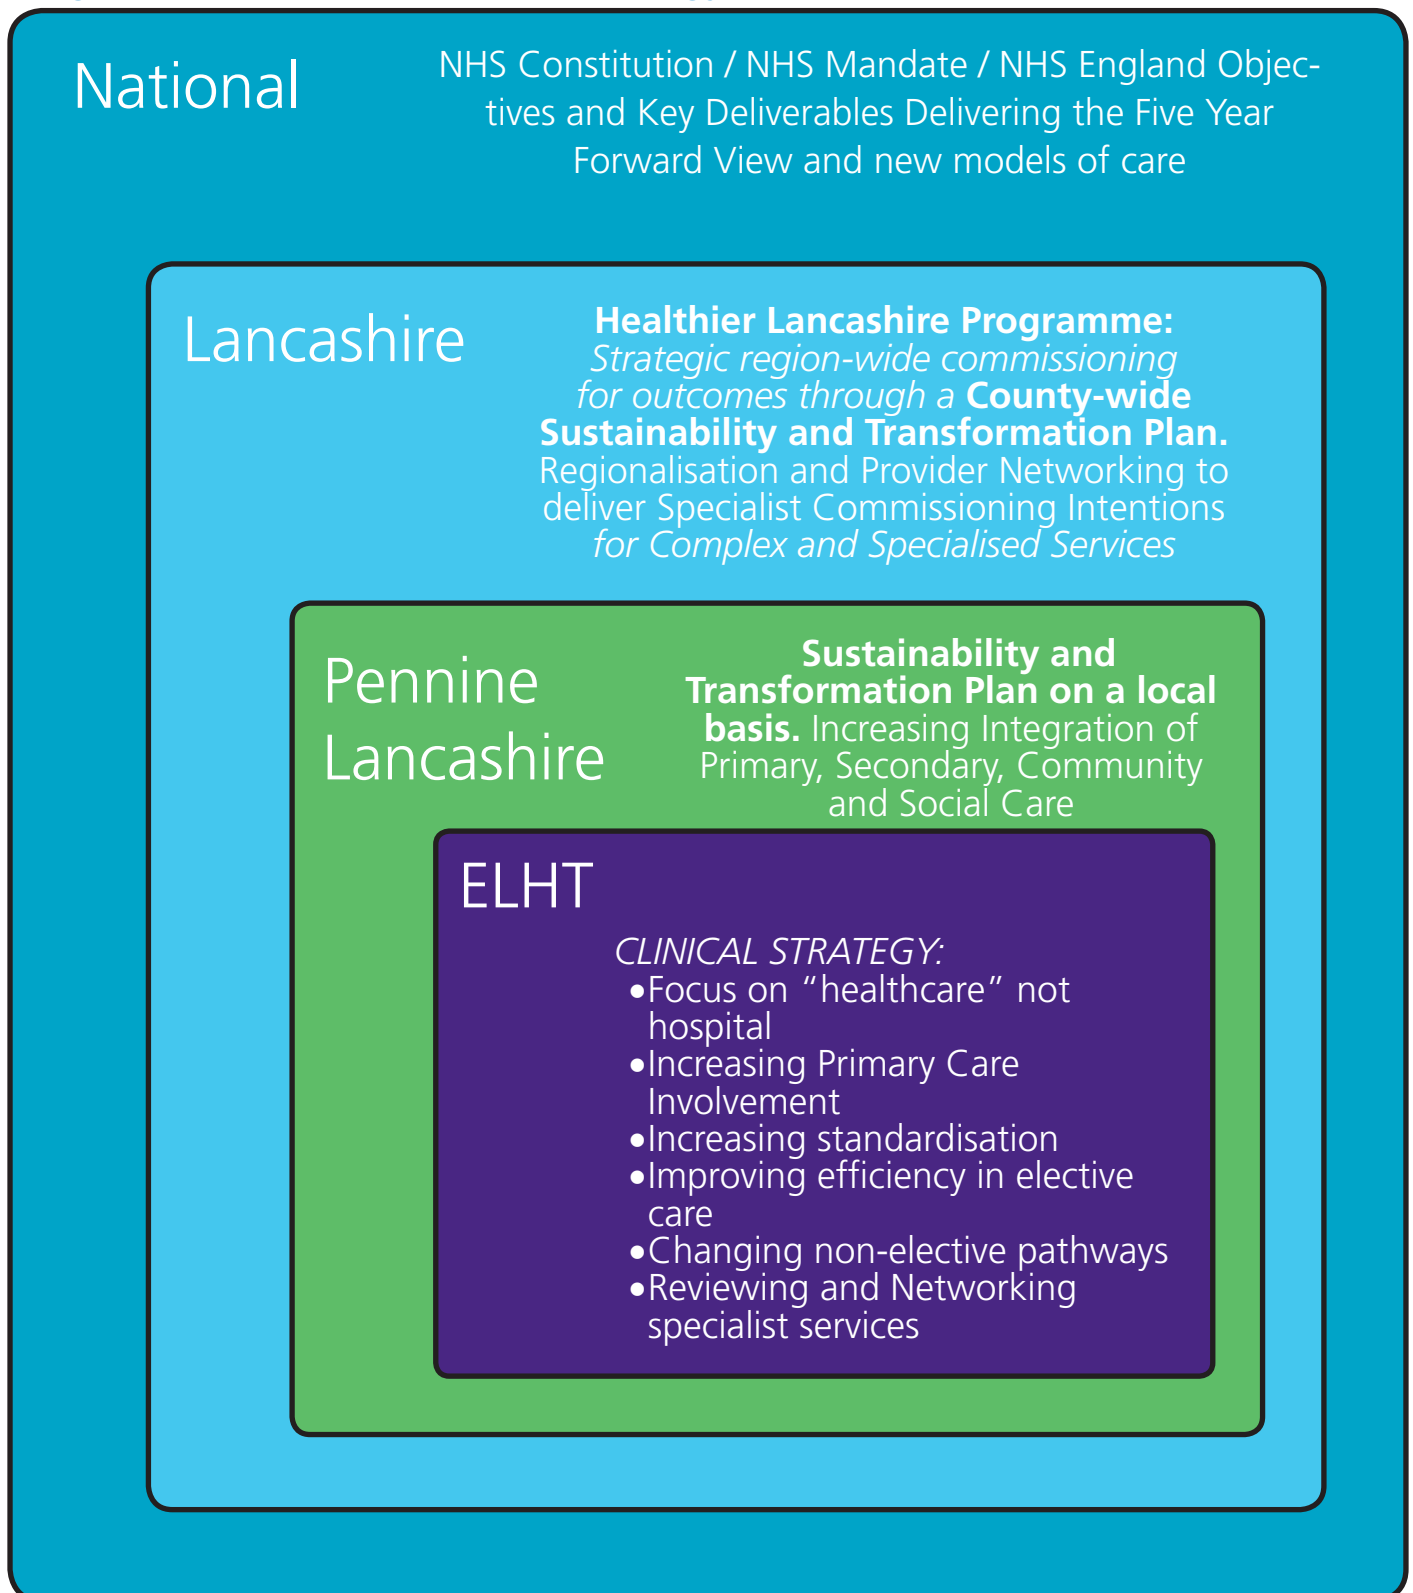 National
NHS Constitution / NHS Mandate / NHS England Objec-
tives and Key Deliverables Delivering the Five Year
Forward View and new models of care
Lancashire
Healthier Lancashire Programme:
Strategic region-wide commissioning
for outcomes through a County-wide
Sustainability and Transformation Plan.
Regionalisation and Provider Networking to
deliver Specialist Commissioning Intentions
for Complex and Specialised Services
Pennine
Lancashire
Sustainability and
Transformation Plan on a local
basis. Increasing Integration of
Primary, Secondary, Community
and Social Care
ELHT
CLINICAL STRATEGY:
•Focus on “healthcare” not
hospital
•Increasing Primary Care
Involvement
•Increasing standardisation
•Improving efficiency in elective
care
•Changing non-elective pathways
•Reviewing and Networking
specialist services